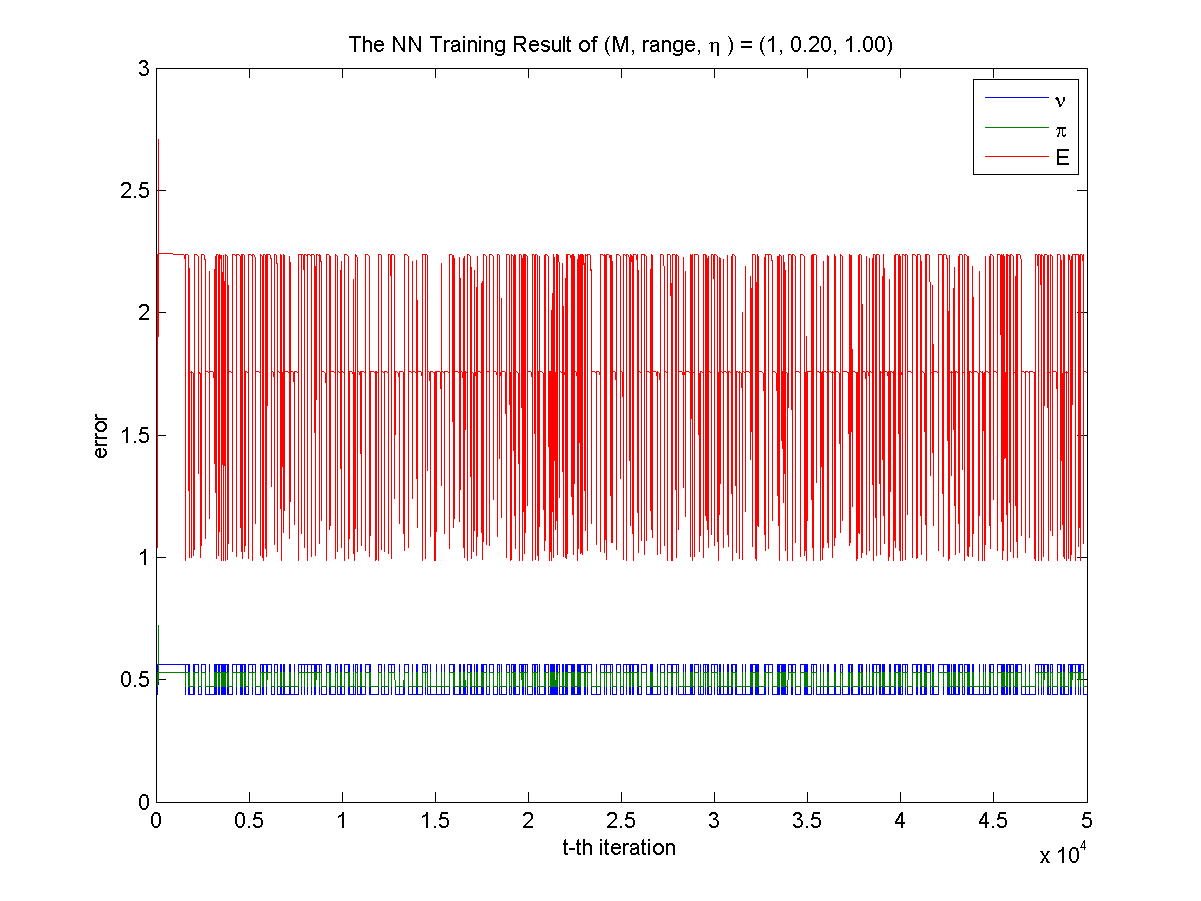 The NN Training Result of (M, range, η ) = (1, 0.20, 1.00)
3
2.5
2
1.5
1
0.5
0
error
ν
π
E
0 0.5 1 1.5 2 2.5 3 3.5 4 4.5 5
t-th iteration
x 10^4